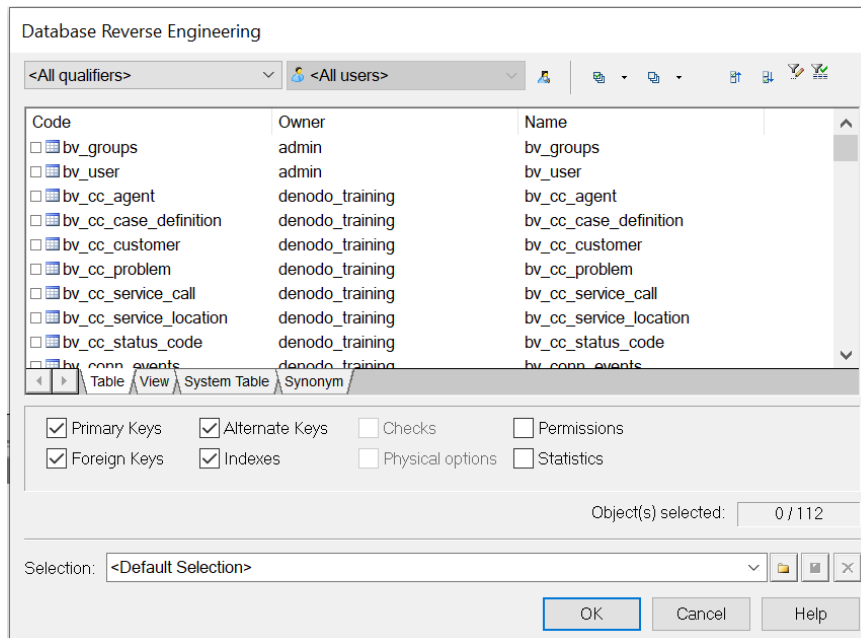 Database Reverse Engineering
<All qualifiers> <All users>
Code Owner Name
bv_groups admin bv_groups
bv_user admin bv_user
bv_cc_agent denodo_training bv_cc_agent
bv_cc_case_definition denodo_training bv_cc_case_definition
bv_cc_customer denodo_training bv_cc_customer
bv_cc_problem denodo_training bv_cc_problem
bv_cc_service_call denodo_training bv_cc_service_call
bv_cc_service_location denodo_training bv_cc_service_location
bv_cc_status_code denodo_training bv_cc_status_code
bv_conn_events denodo_training bv_conn_events
Table View System Table Synonym
Primary Keys Alternate Keys Checks Permissions
Foreign Keys Indexes Physical options Statistics
Object(s) selected: 0 / 112
Selection: <Default Selection>
OK Cancel Help